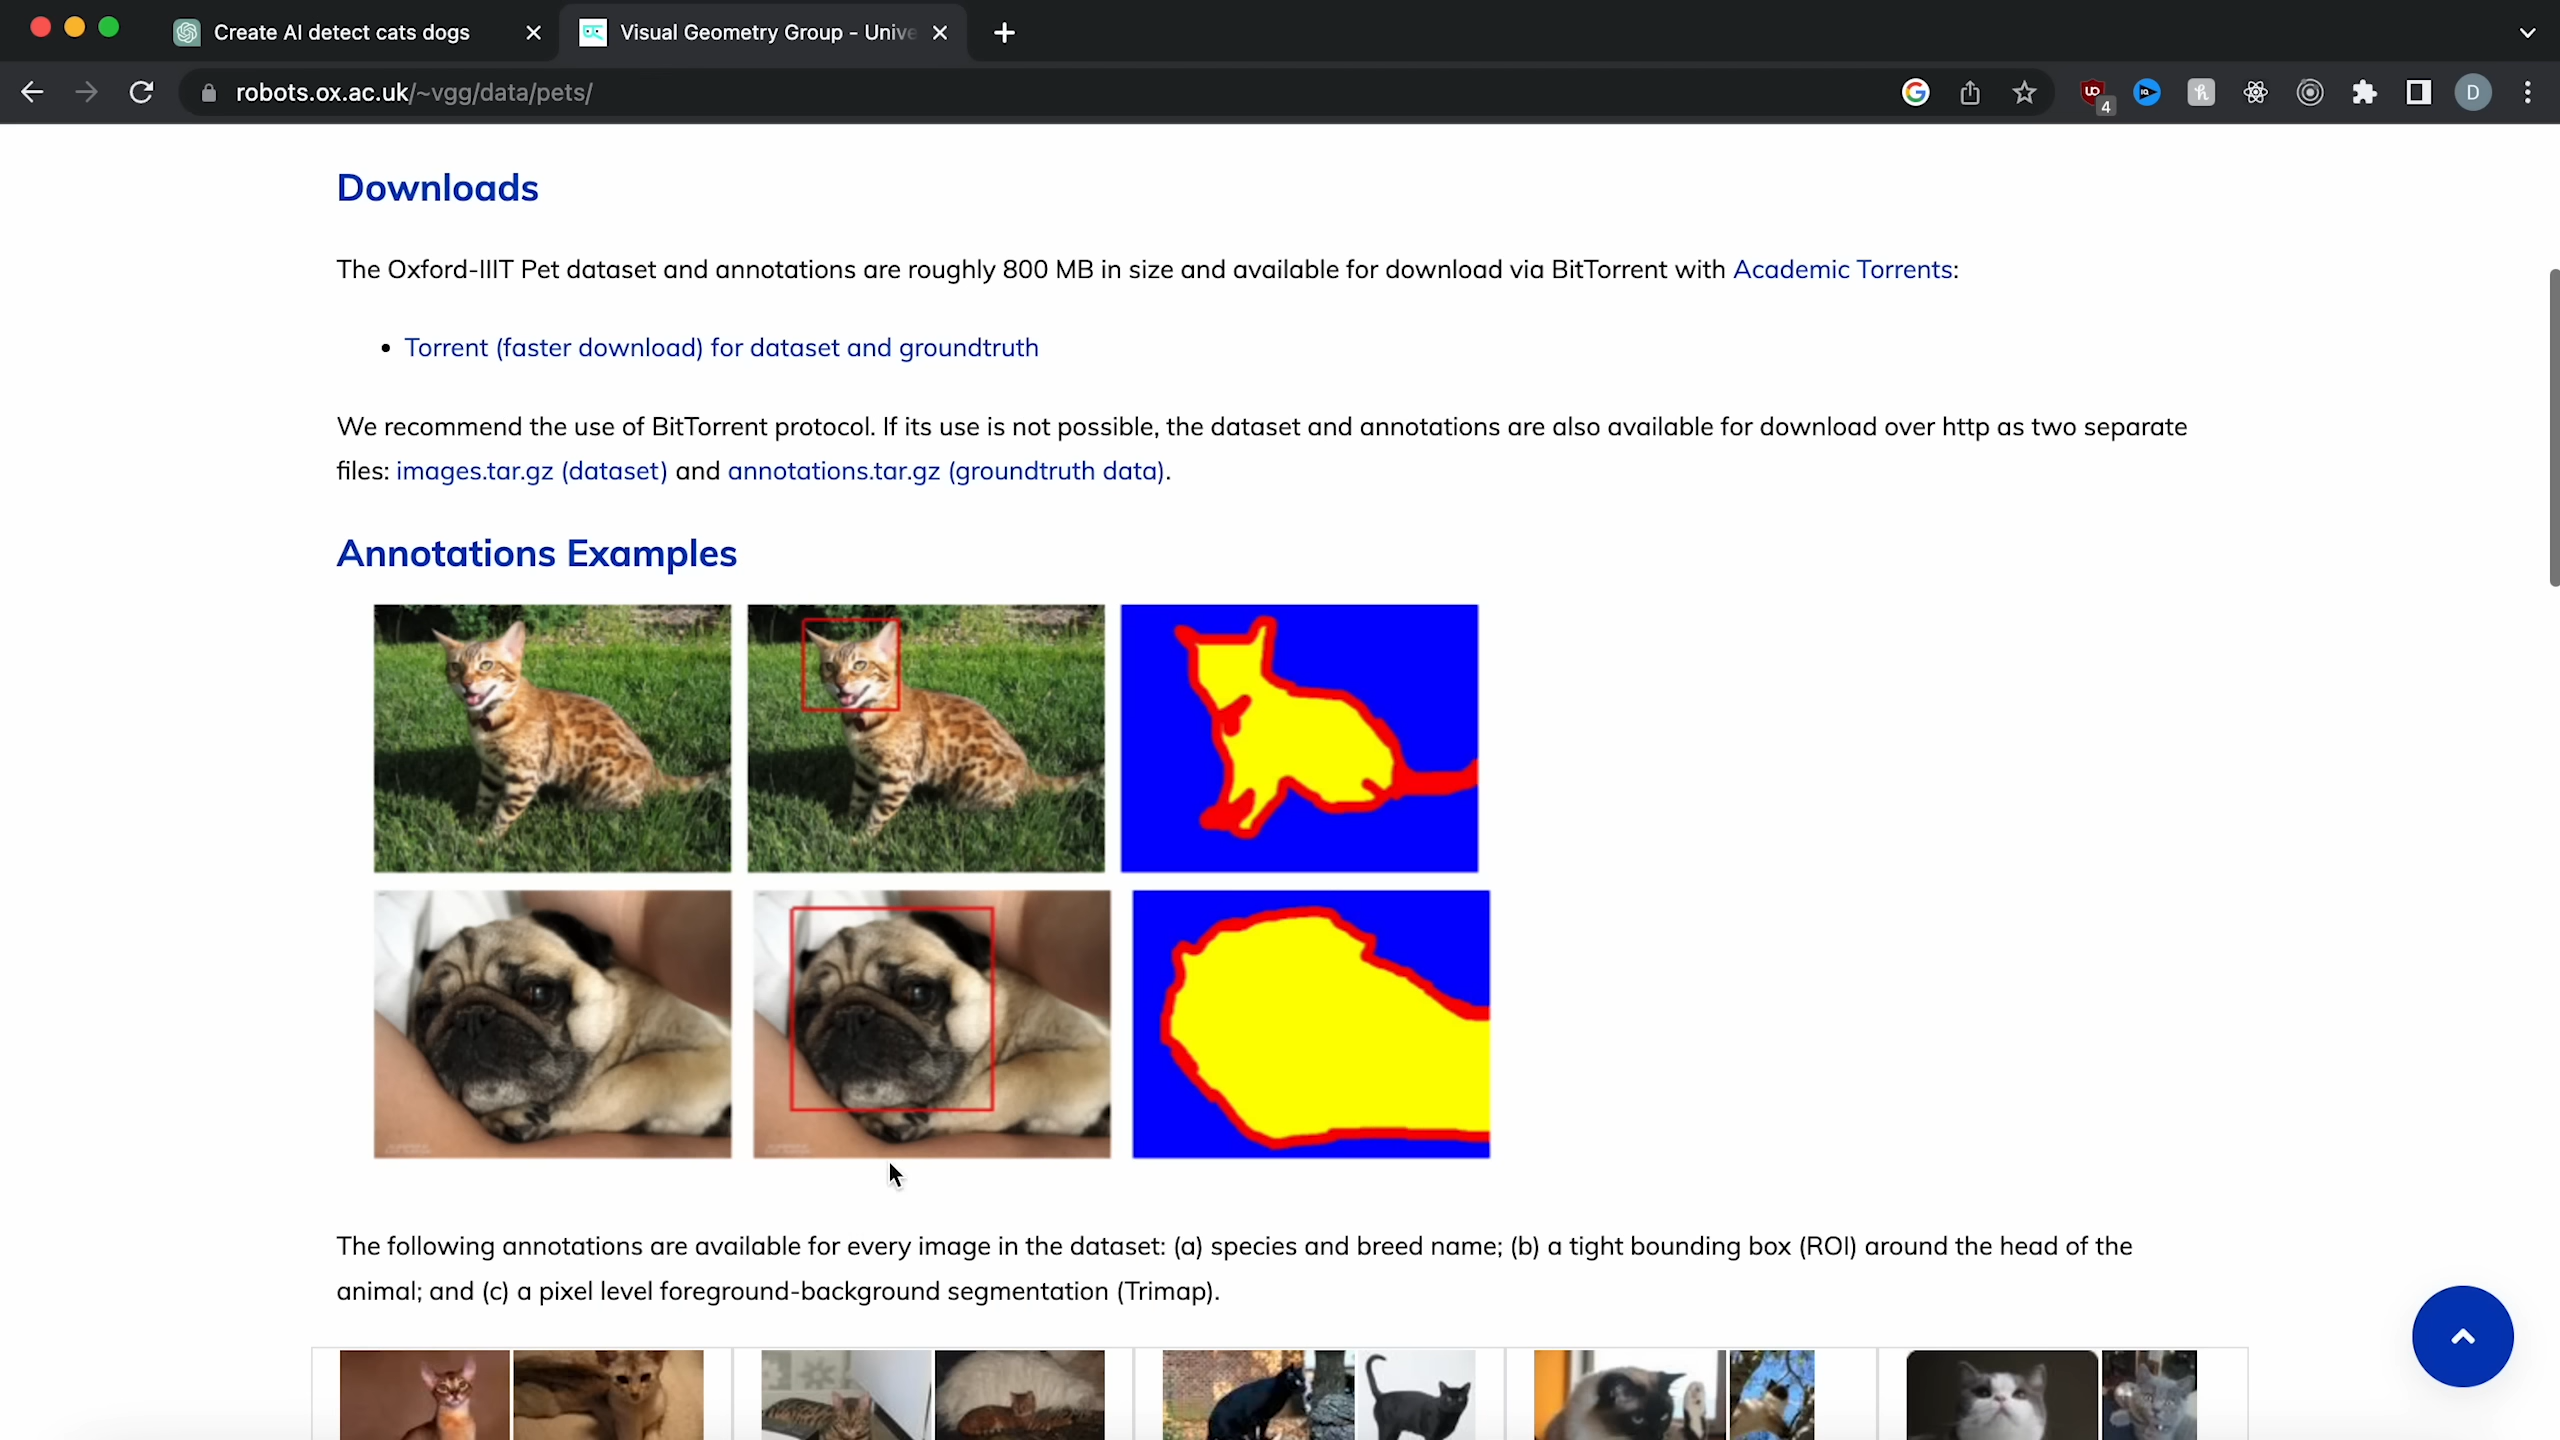 Create AI detect cats dogs
Visual Geometry Group - Unive
robots.ox.ac.uk/~vgg/data/pets/
4
D
Downloads
The Oxford-IIIT Pet dataset and annotations are roughly 800 MB in size and available for download via BitTorrent with Academic Torrents:
• Torrent (faster download) for dataset and groundtruth
We recommend the use of BitTorrent protocol. If its use is not possible, the dataset and annotations are also available for download over http as two separate
files: images.tar.gz (dataset) and annotations.tar.gz (groundtruth data).
Annotations Examples
The following annotations are available for every image in the dataset: (a) species and breed name; (b) a tight bounding box (ROI) around the head of the
animal; and (c) a pixel level foreground-background segmentation (Trimap).